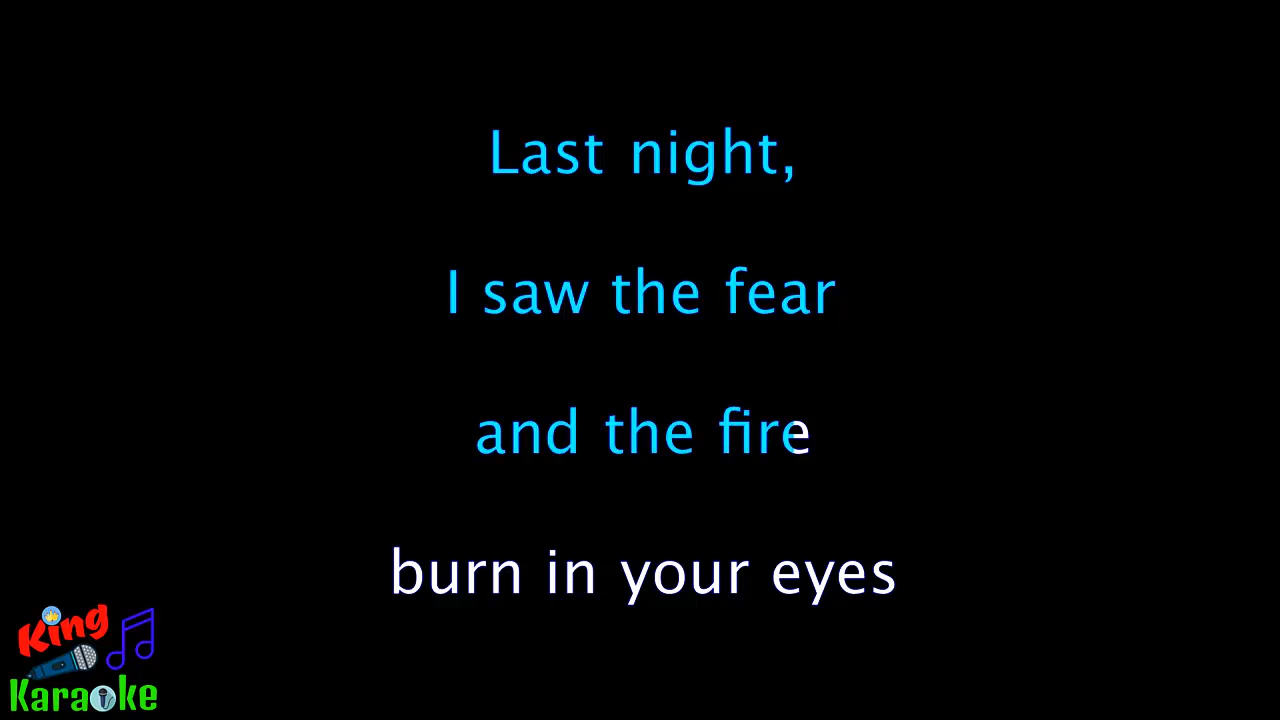 Last night,
I saw the fear
and the fire
burn in your eyes
King
Karaoke